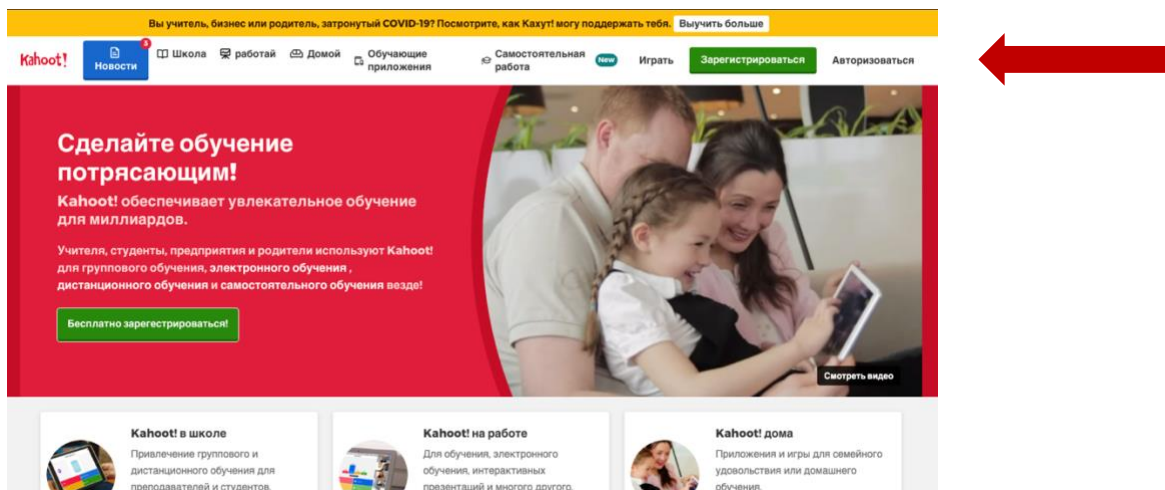 Вы учитель, бизнес или родитель, затронутый COVID-19? Посмотрите, как Кахут! могу поддержать тебя. Выучить больше
Kahoot!
3
Новости
Школа
работай
Домой
Обучающие
приложения
Самостоятельная
работа
New
Играть
Зарегистрироваться
Авторизоваться
Сделайте обучение
потрясающим!
Kahoot! обеспечивает увлекательное обучение
для миллиардов.
Учителя, студенты, предприятия и родители используют Kahoot!
для группового обучения, электронного обучения ,
дистанционного обучения и самостоятельного обучения везде!
Бесплатно зарегестрироваться!
Смотреть видео
Kahoot! в школе
Привлечение группового и
дистанционного обучения для
преподавателей и студентов.
Kahoot! на работе
Для обучения, электронного
обучения, интерактивных
презентаций и многого другого.
Kahoot! дома
Приложения и игры для семейного
удовольствия или домашнего
обучения.